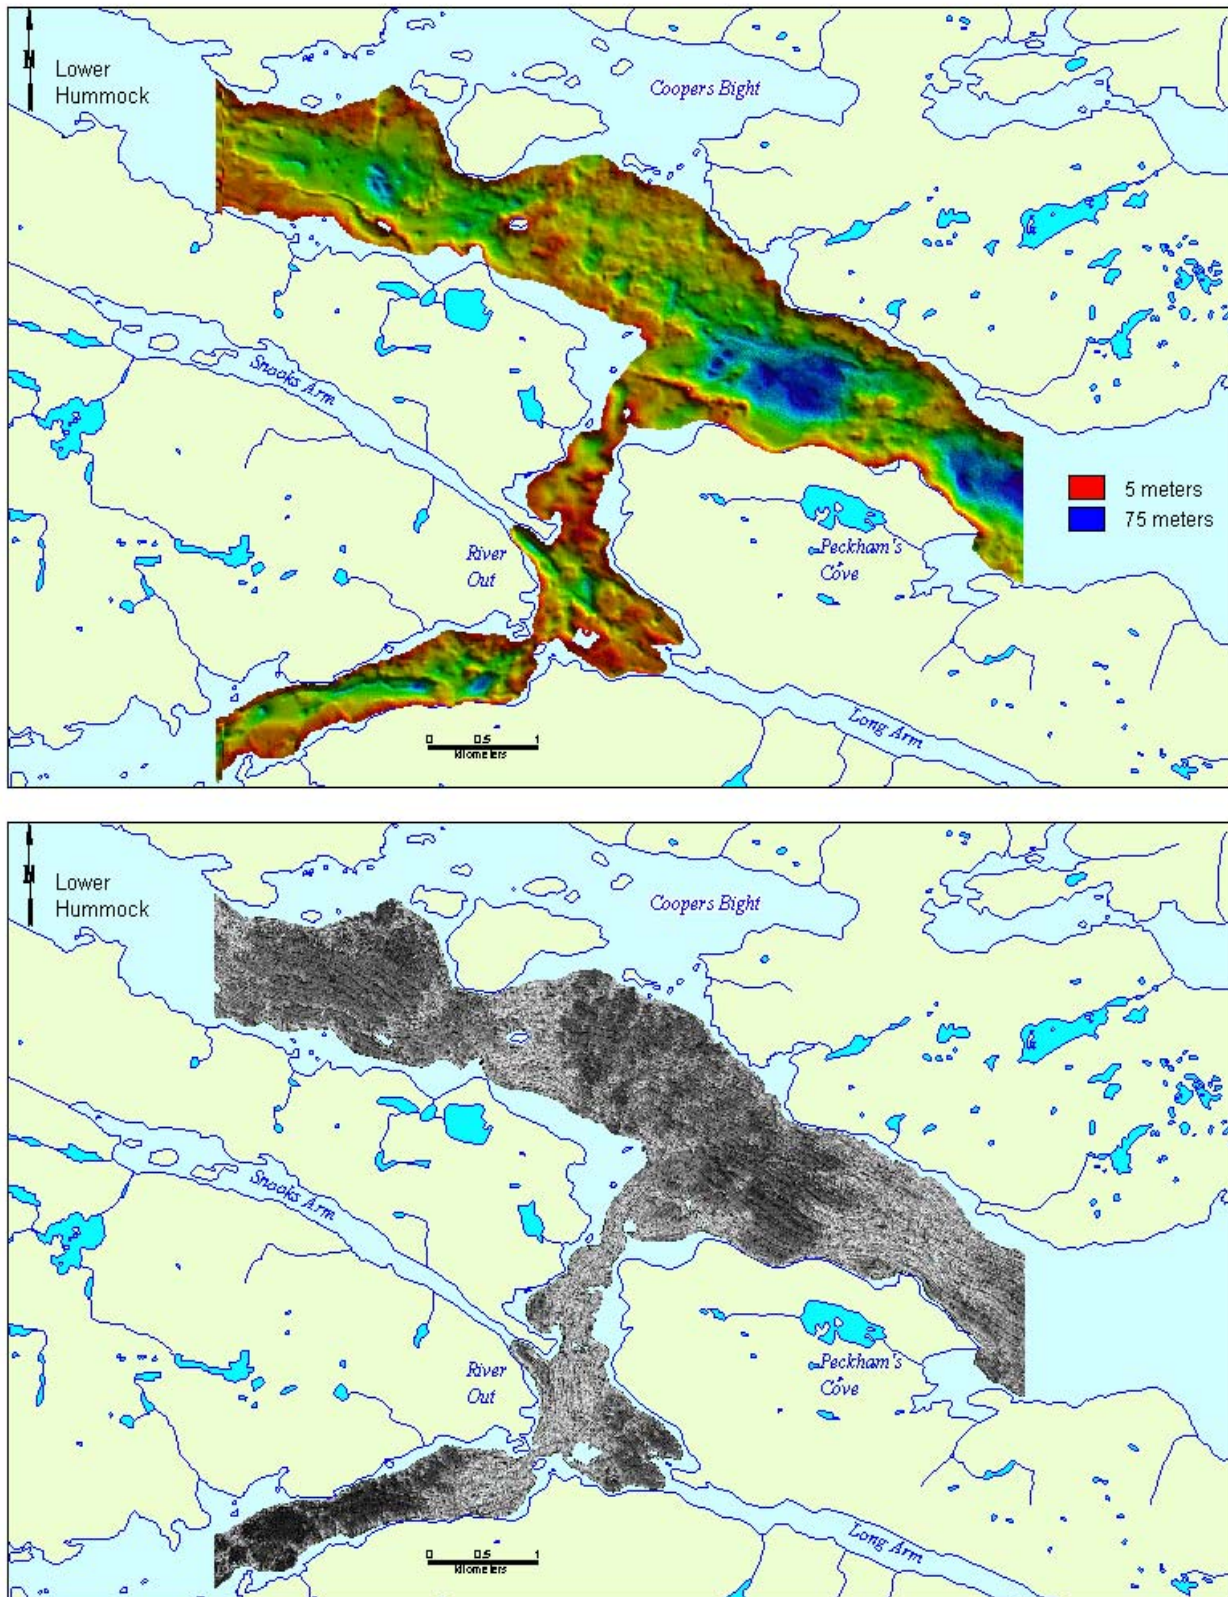 N
Lower
Hummock
Coopers Bight
Snooks Arm
5 meters
75 meters
River
Out
Peckham's
Cove
Long Arm
0 0.5 1
kilometers
N
Lower
Hummock
Coopers Bight
Snooks Arm
River
Out
Peckham's
Cove
Long Arm
0 0.5 1
kilometers